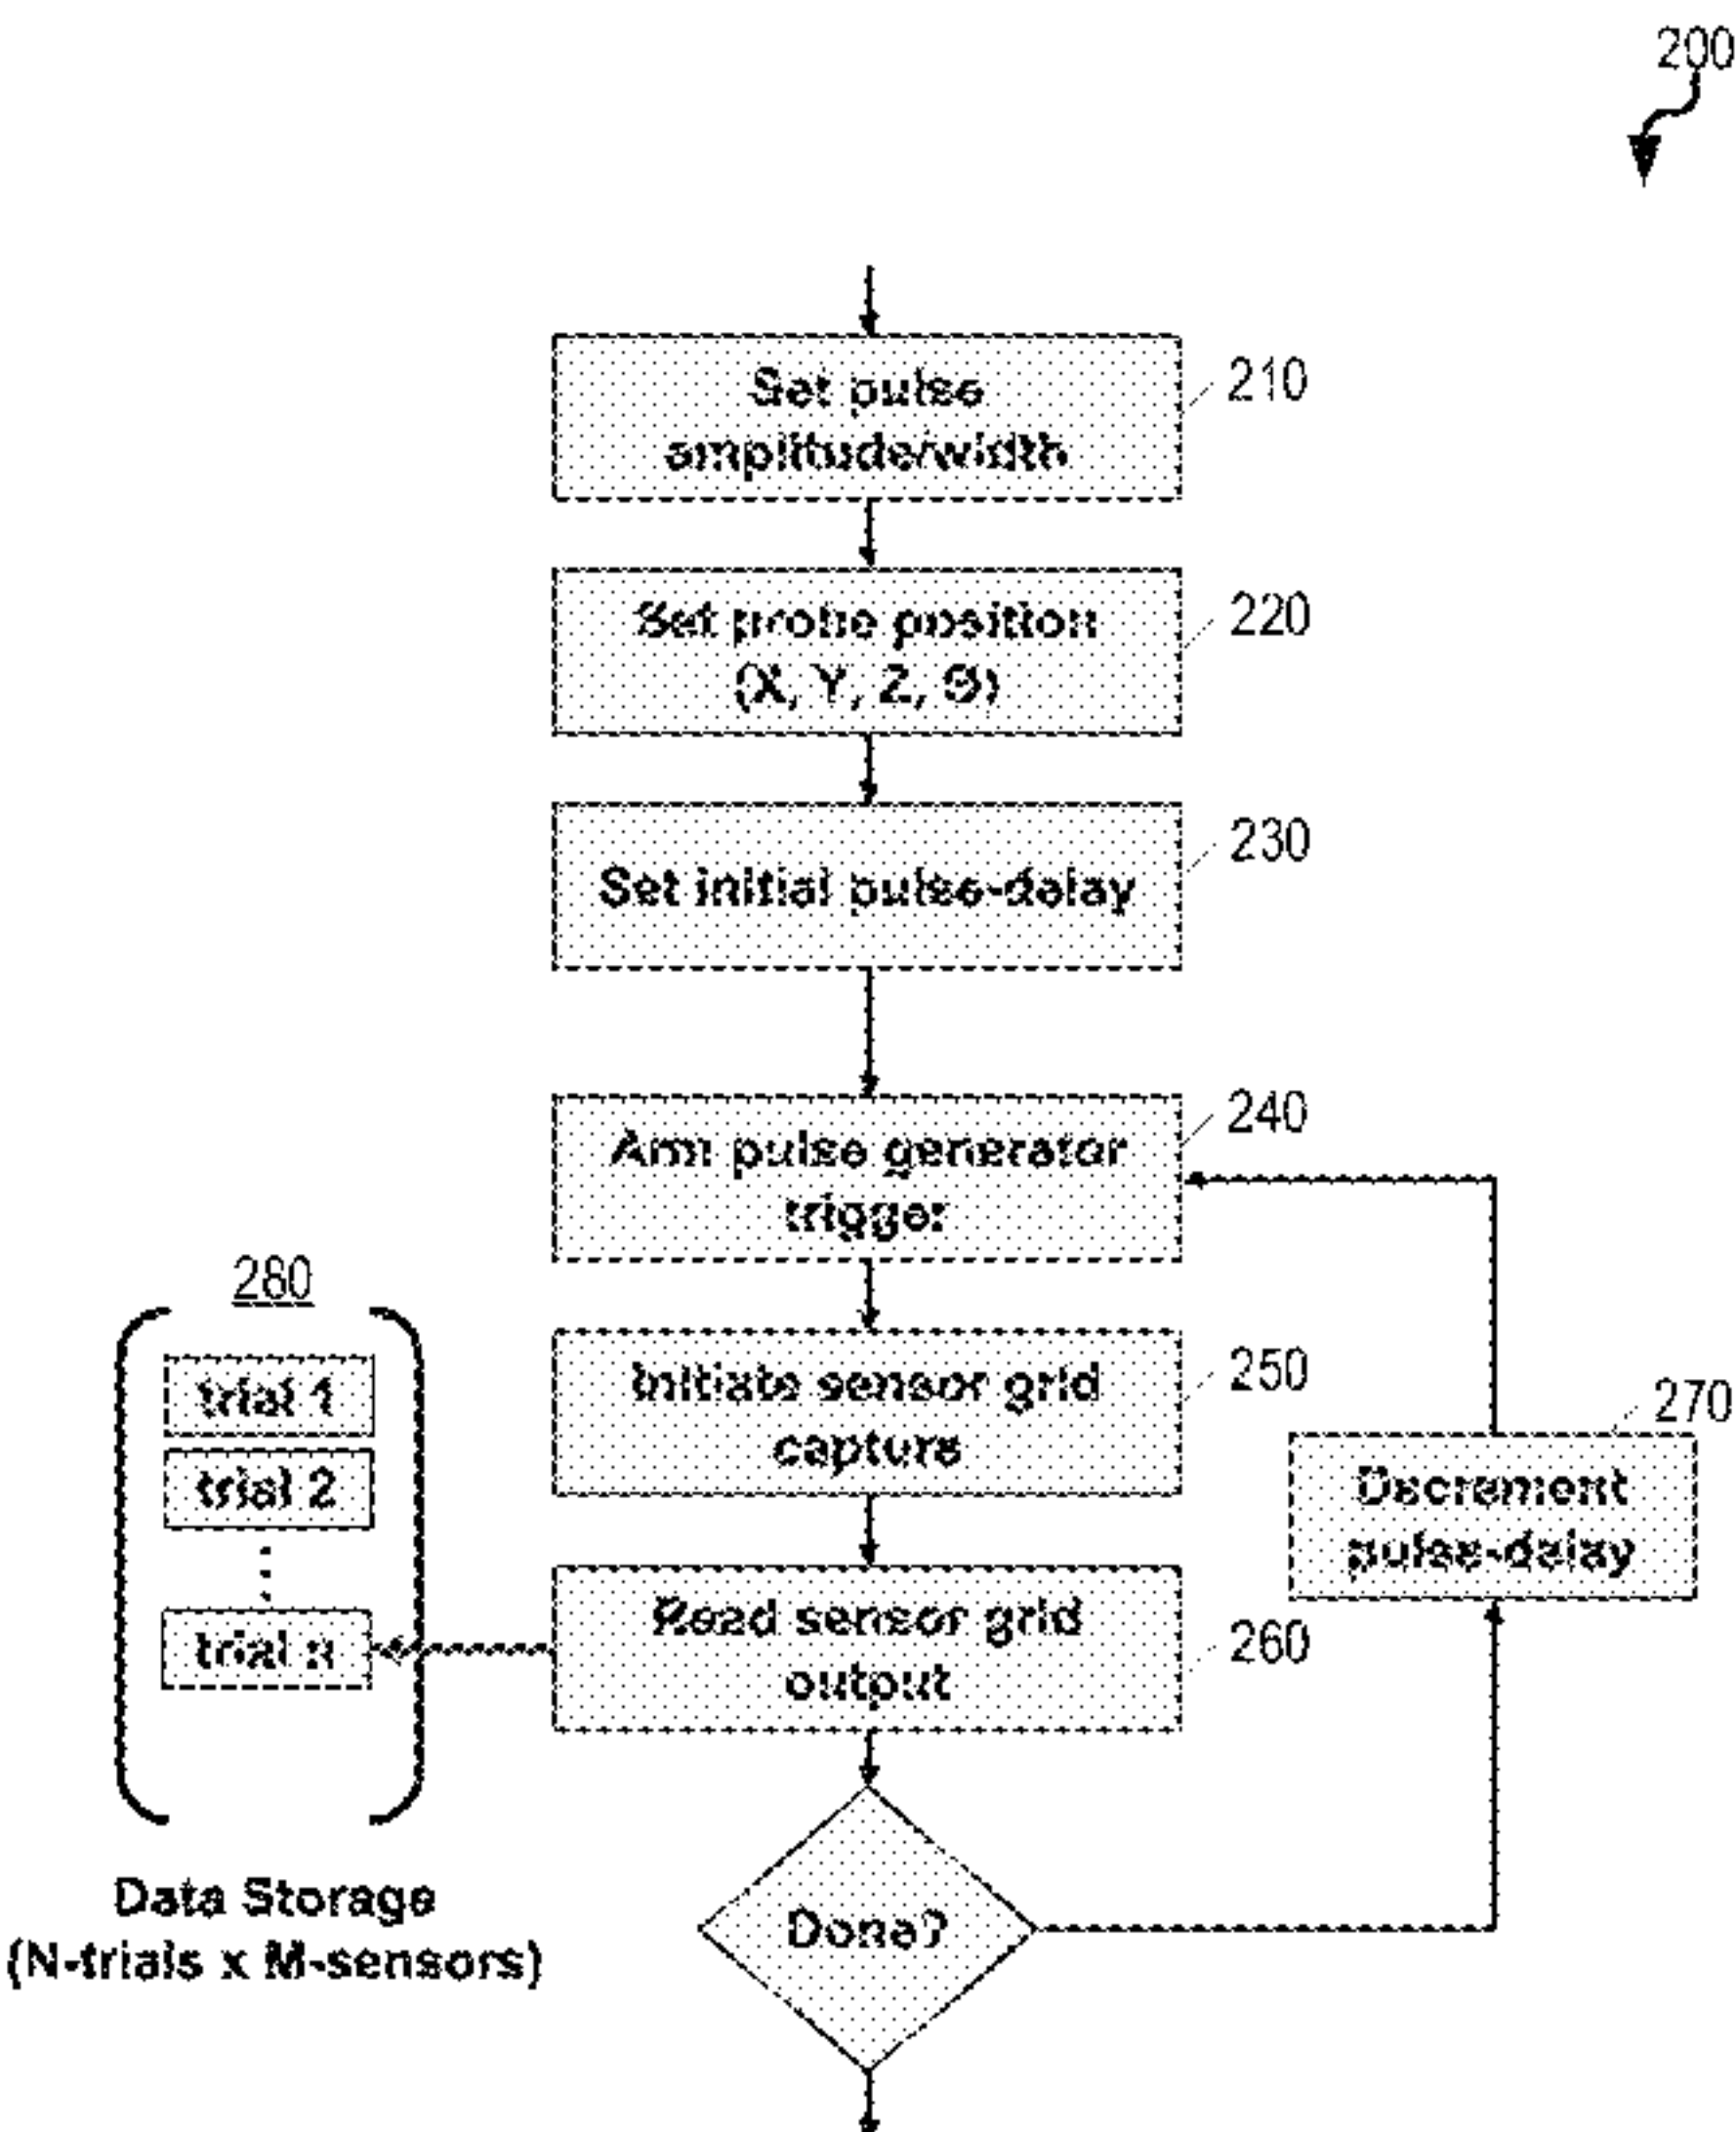 200
Set pulse
amplitude/width
210
Set probe position
(X, Y, Z, Θ)
220
Set initial pulse-delay
230
Arm pulse generator
trigger
240
Initiate sensor grid
capture
250
Read sensor grid
output
260
Decrement
pulse-delay
270
280
trial 1
trial 2
trial n
Data Storage
(N-trials x M-sensors)
Done?